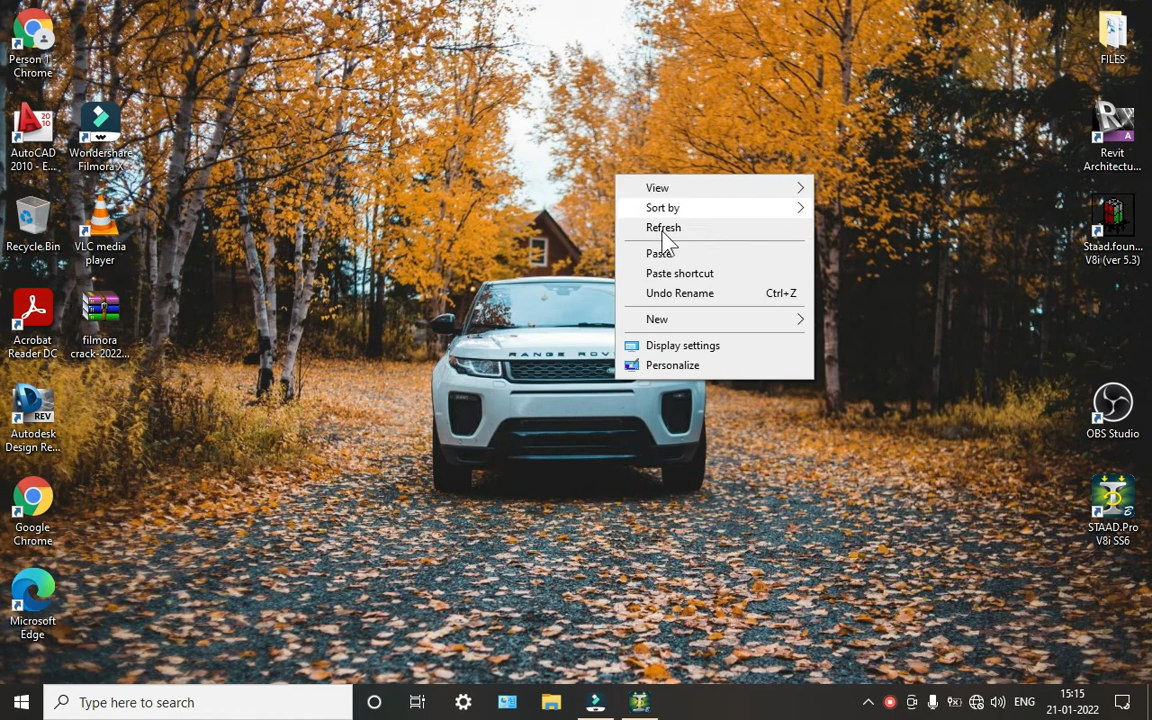 Person 1 -
Chrome
AutoCAD
2010 - E...
Wondershare
Filmora X
Recycle Bin
VLC media
player
Acrobat
Reader DC
filmora
crack-2022...
REV
Autodesk
Design Re...
Google
Chrome
Microsoft
Edge
RANGE ROV
View
Sort by
Refresh
Paste
Paste shortcut
Undo Rename Ctrl+Z
New
Display settings
Personalize
FILES
Revit
Architectu...
Staad.foun...
V8i (ver 5.3)
OBS Studio
STAAD.Pro
V8i SS6
Type here to search
ENG
15:15
21-01-2022